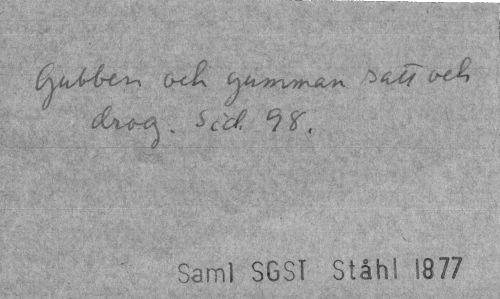 Gubben och gumman satt och
drog. Sid. 98.
Saml SGST Ståhl 1877